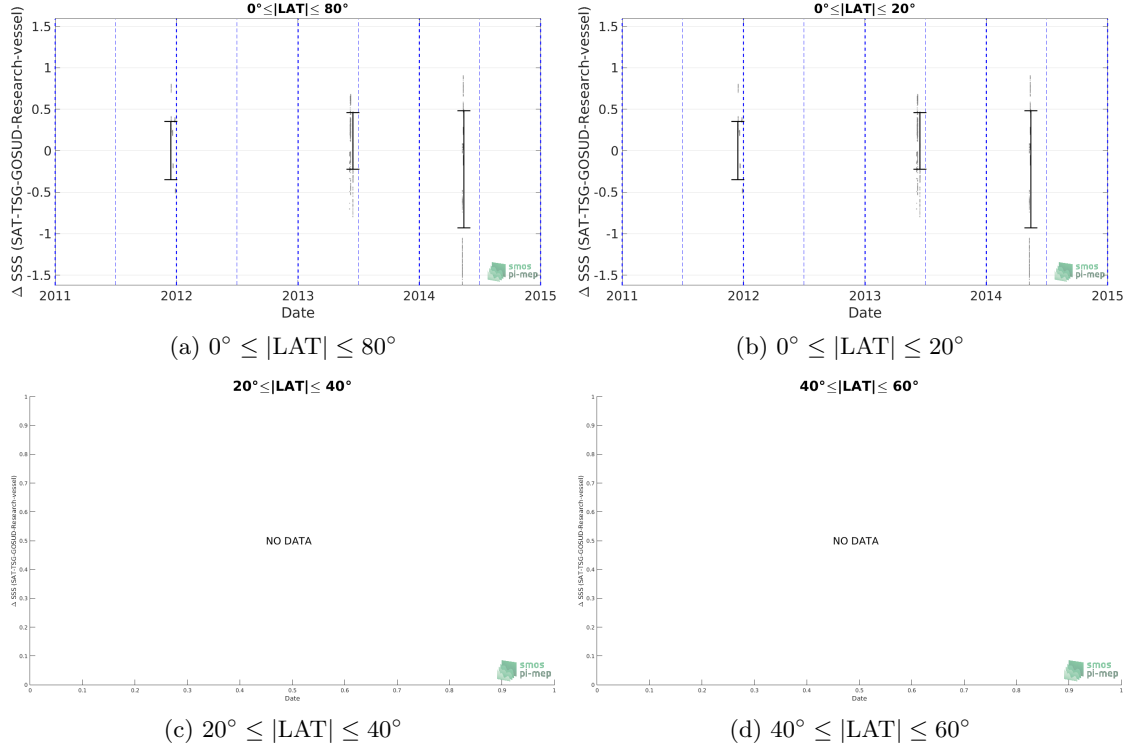 0°≤|LAT|≤ 80°
Δ SSS (SAT-TSG-GOSUD-Research-vessel)
1.5
1
0.5
0
-0.5
-1
-1.5
2011
2012
2013
2014
2015
Date
smos
pi-mep
(a) 0° ≤ |LAT| ≤ 80°
0°≤|LAT|≤ 20°
Δ SSS (SAT-TSG-GOSUD-Research-vessel)
1.5
1
0.5
0
-0.5
-1
-1.5
2011
2012
2013
2014
2015
Date
smos
pi-mep
(b) 0° ≤ |LAT| ≤ 20°
20°≤|LAT|≤ 40°
Δ SSS (SAT-TSG-GOSUD-Research-vessel)
1
0.9
0.8
0.7
0.6
0.5
0.4
0.3
0.2
0.1
0
NO DATA
0
0.1
0.2
0.3
0.4
0.5
0.6
0.7
0.8
0.9
1
Date
smos
pi-mep
(c) 20° ≤ |LAT| ≤ 40°
40°≤|LAT|≤ 60°
Δ SSS (SAT-TSG-GOSUD-Research-vessel)
1
0.9
0.8
0.7
0.6
0.5
0.4
0.3
0.2
0.1
0
NO DATA
0
0.1
0.2
0.3
0.4
0.5
0.6
0.7
0.8
0.9
1
Date
smos
pi-mep
(d) 40° ≤ |LAT| ≤ 60°